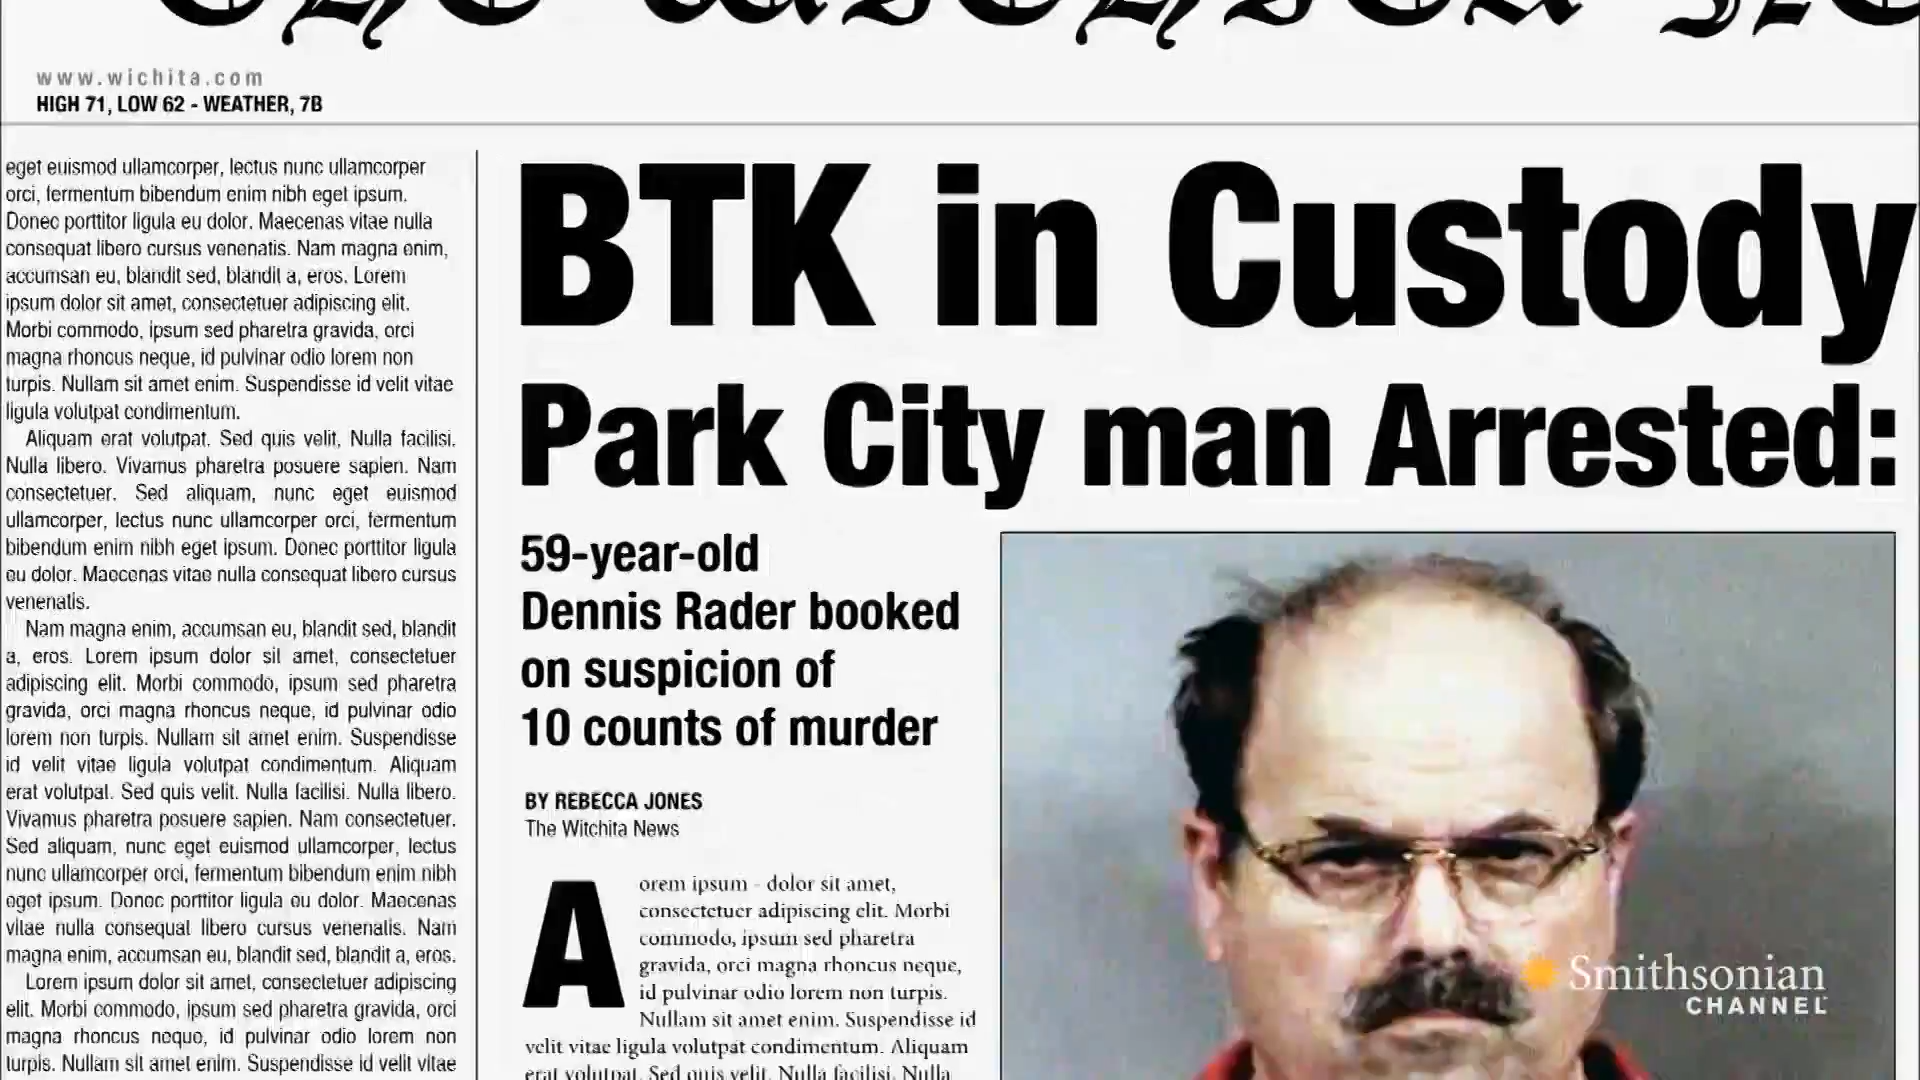 www.wichita.com
HIGH 71, LOW 62 - WEATHER, 7B
eget euismod ullamcorper, lectus nunc ullamcorper
orci, fermentum bibendum enim nibh eget ipsum.
Donec porttitor ligula eu dolor. Maecenas vitae nulla
consequat libero cursus venenatis. Nam magna enim,
accumsan eu, blandit sed, blandit a, eros. Lorem
ipsum dolor sit amet, consectetuer adipiscing elit.
Morbi commodo, ipsum sed pharetra gravida, orci
magna rhoncus neque, id pulvinar odio lorem non
turpis. Nullam sit amet enim. Suspendisse id velit vitae
ligula volutpat condimentum.
Aliquam erat volutpat. Sed quis velit. Nulla facilisi.
Nulla libero. Vivamus pharetra posuere sapien. Nam
consectetuer. Sed aliquam, nunc eget euismod
ullamcorper, lectus nunc ullamcorper orci, fermentum
bibendum enim nibh eget ipsum. Donec porttitor ligula
eu dolor. Maecenas vitae nulla consequat libero cursus
venenatis.
Nam magna enim, accumsan eu, blandit sed, blandit
a, eros. Lorem ipsum dolor sit amet, consectetuer
adipiscing elit. Morbi commodo, ipsum sed pharetra
gravida, orci magna rhoncus neque, id pulvinar odio
lorem non turpis. Nullam sit amet enim. Suspendisse
id velit vitae ligula volutpat condimentum. Aliquam
erat volutpat. Sed quis velit. Nulla facilisi. Nulla libero.
Vivamus pharetra posuere sapien. Nam consectetuer.
Sed aliquam, nunc eget euismod ullamcorper, lectus
nunc ullamcorper orci, fermentum bibendum enim nibh
eget ipsum. Donec porttitor ligula eu dolor. Maecenas
vitae nulla consequat libero cursus venenatis. Nam
magna enim, accumsan eu, blandit sed, blandit a, eros.
Lorem ipsum dolor sit amet, consectetuer adipiscing
elit. Morbi commodo, ipsum sed pharetra gravida, orci
magna rhoncus neque, id pulvinar odio lorem non
turpis. Nullam sit amet enim. Suspendisse id velit vitae
BTK in Custody
Park City man Arrested:
59-year-old
Dennis Rader booked
on suspicion of
10 counts of murder
BY REBECCA JONES
The Witchita News
A orem ipsum - dolor sit amet,
consectetuer adipiscing elit. Morbi
commodo, ipsum sed pharetra
gravida, orci magna rhoncus neque,
id pulvinar odio lorem non turpis.
Nullam sit amet enim. Suspendisse id
velit vitae ligula volutpat condimentum. Aliquam
erat volutpat. Sed quis velit. Nulla facilisi. Nulla
Smithsonian
CHANNEL